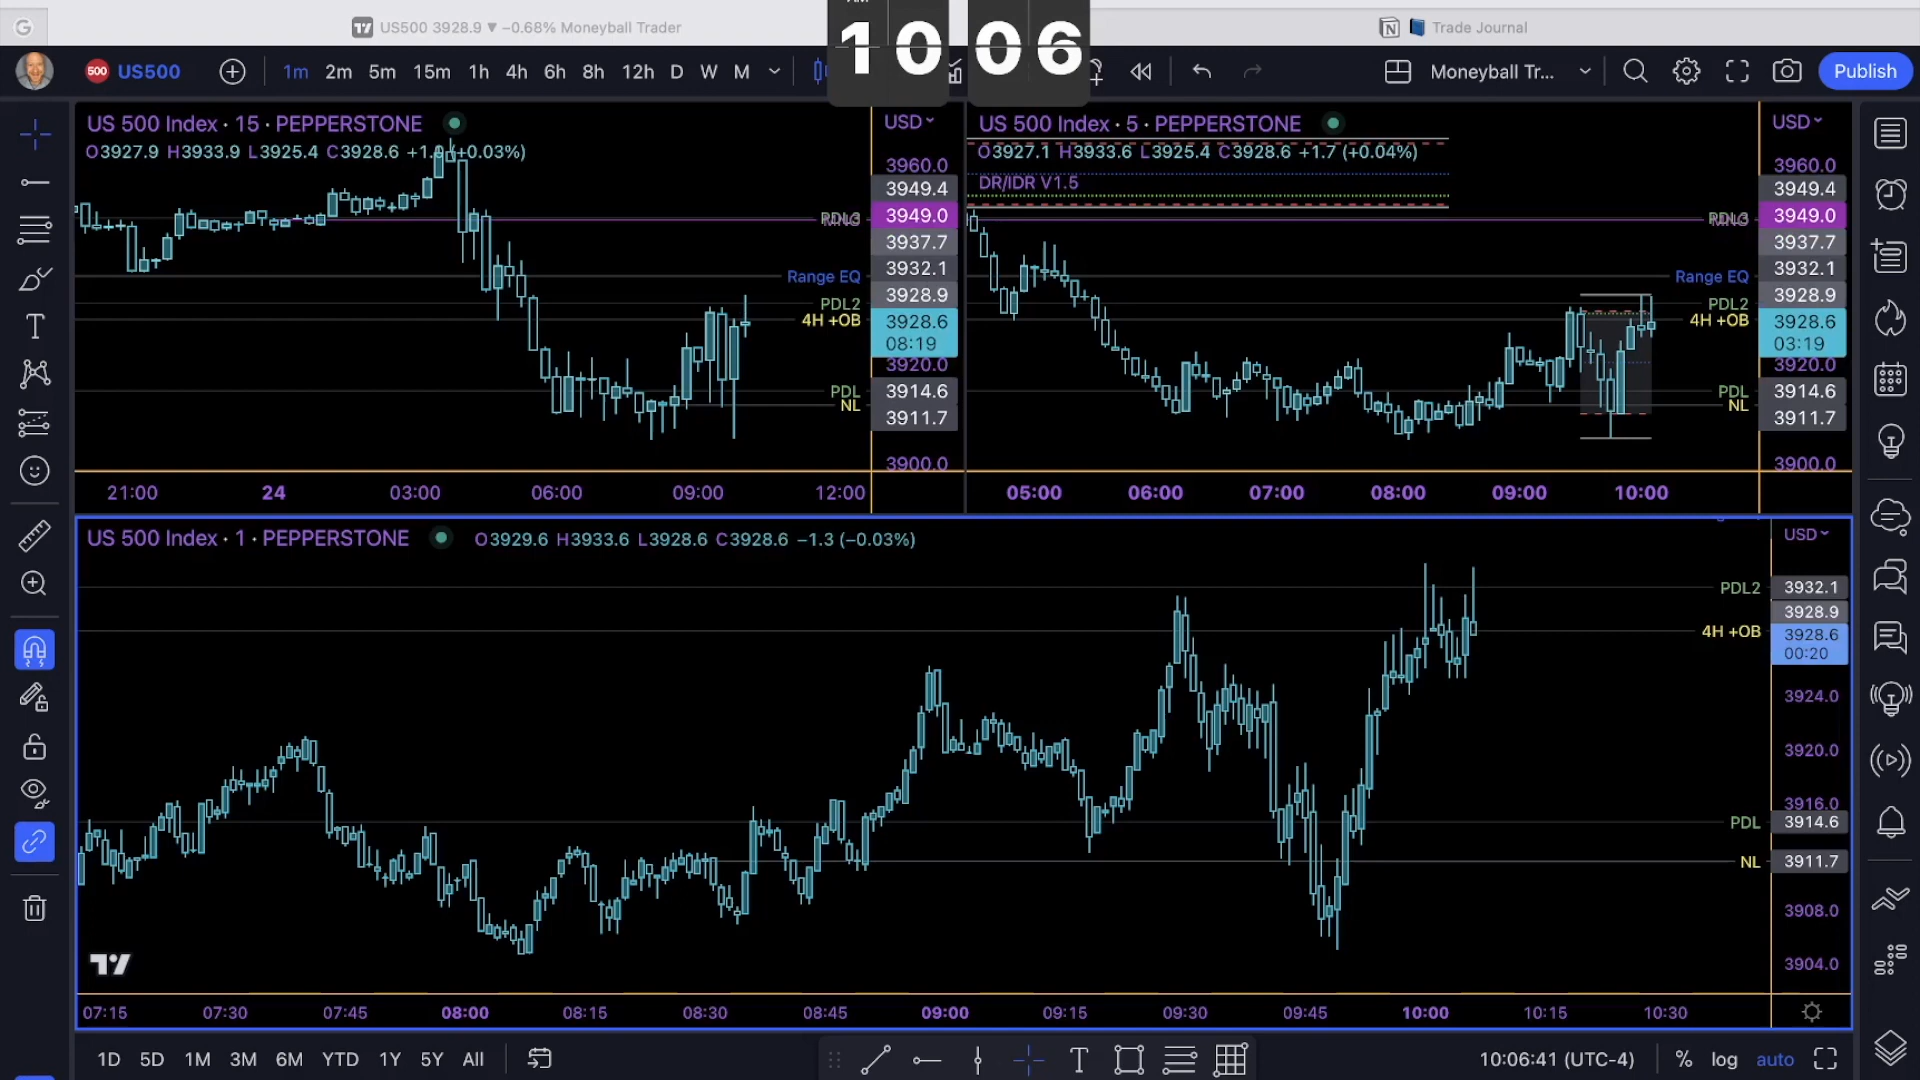 US500 3928.9 ▼ −0.68% Moneyball Trader
Trade Journal
10 06
500 US500
1m 2m 5m 15m 1h 4h 6h 8h 12h D W M
Moneyball Tr...
Publish
US 500 Index · 15 · PEPPERSTONE
USD
3960.0
3949.4
3949.0
3937.7
3932.1
3928.9
3928.6
08:19
3920.0
3914.6
3911.7
3900.0
PDL3
Range EQ
PDL2
4H +OB
PDL
NL
21:00 24 03:00 06:00 09:00 12:00
US 500 Index · 5 · PEPPERSTONE
O3927.1 H3933.6 L3925.4 C3928.6 +1.7 (+0.04%)
DR/IDR V1.5
USD
3960.0
3949.4
3949.0
3937.7
3932.1
3928.9
3928.6
03:19
3920.0
3914.6
3911.7
3900.0
PDL3
Range EQ
PDL2
4H +OB
PDL
NL
05:00 06:00 07:00 08:00 09:00 10:00
US 500 Index · 1 · PEPPERSTONE
O3929.6 H3933.6 L3928.6 C3928.6 −1.3 (−0.03%)
USD
PDL2 3932.1
3928.9
4H +OB 3928.6
00:20
3924.0
3920.0
3916.0
PDL 3914.6
NL 3911.7
3908.0
3904.0
07:15 07:30 07:45 08:00 08:15 08:30 08:45 09:00 09:15 09:30 09:45 10:00 10:15 10:30
1D 5D 1M 3M 6M YTD 1Y 5Y All
10:06:41 (UTC-4) % log auto